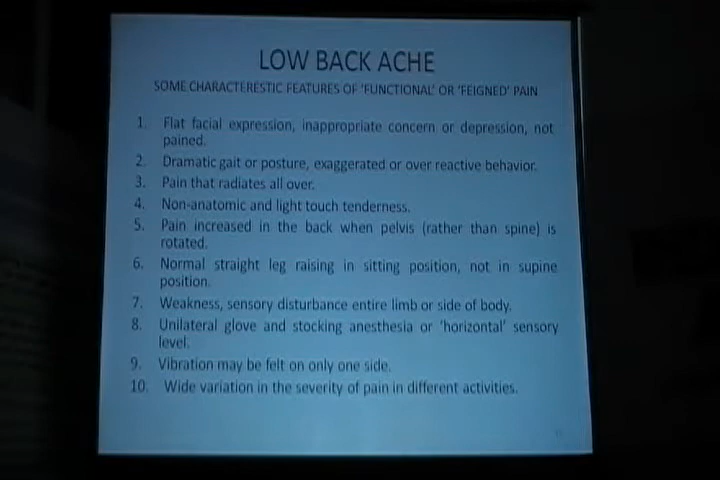 LOW BACK ACHE
SOME CHARACTERESTIC FEATURES OF 'FUNCTIONAL' OR 'FEIGNED' PAIN
1. Flat facial expression, inappropriate concern or depression, not
pained.
2. Dramatic gait or posture, exaggerated or over reactive behavior.
3. Pain that radiates all over.
4. Non-anatomic and light touch tenderness.
5. Pain increased in the back when pelvis (rather than spine) is
rotated.
6. Normal straight leg raising in sitting position, not in supine
position.
7. Weakness, sensory disturbance entire limb or side of body.
8. Unilateral glove and stocking anesthesia or 'horizontal' sensory
level.
9. Vibration may be felt on only one side.
10. Wide variation in the severity of pain in different activities.